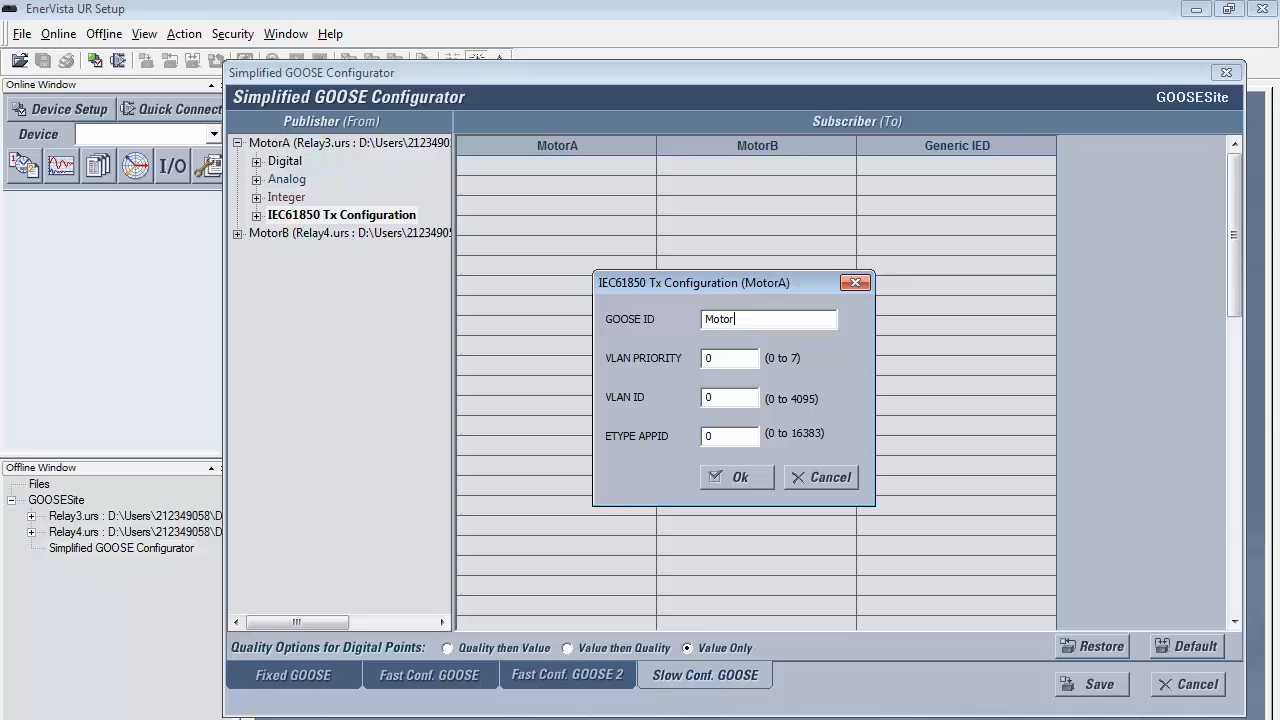 EnerVista UR Setup
File Online Offline View Action Security Window Help
Online Window
Device Setup Quick Connect
Device
I/O
Offline Window
Files
GOOSESite
Relay3.urs : D:\Users\212349058\D
Relay4.urs : D:\Users\212349058\D
Simplified GOOSE Configurator
Simplified GOOSE Configurator
Simplified GOOSE Configurator
GOOSESite
Publisher (From)
Subscriber (To)
MotorA (Relay3.urs : D:\Users\2123490
Digital
Analog
Integer
IEC61850 Tx Configuration
MotorB (Relay4.urs : D:\Users\2123490
MotorA MotorB Generic IED
IEC61850 Tx Configuration (MotorA)
GOOSE ID Motor
VLAN PRIORITY 0 (0 to 7)
VLAN ID 0 (0 to 4095)
ETYPE APPID 0 (0 to 16383)
Ok Cancel
Quality Options for Digital Points: Quality then Value Value then Quality Value Only
Restore Default
Fixed GOOSE Fast Conf. GOOSE Fast Conf. GOOSE 2 Slow Conf. GOOSE
Save Cancel